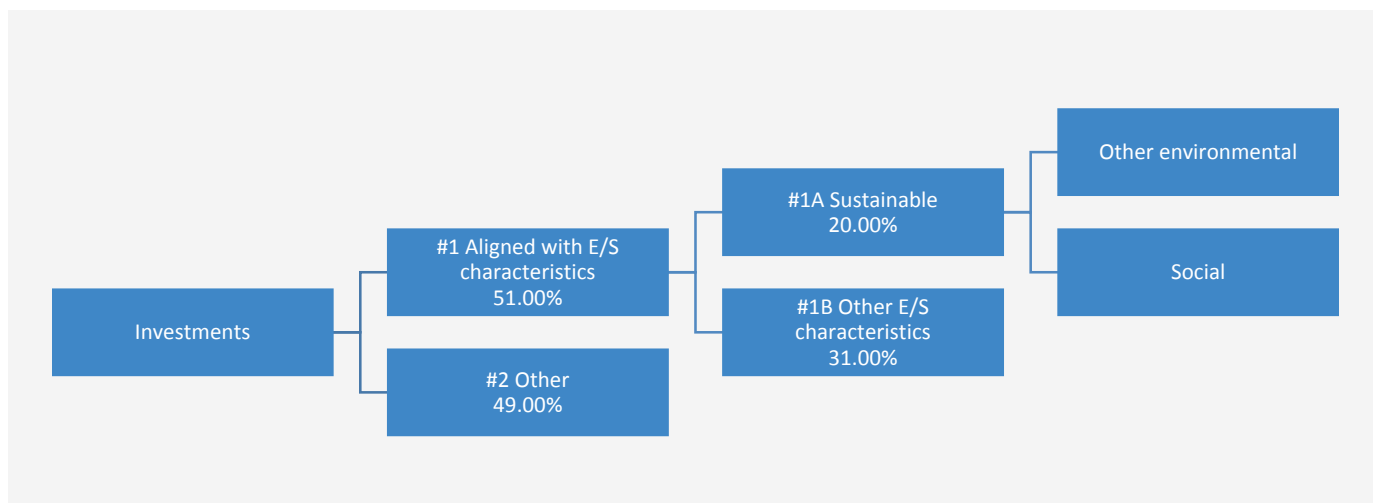 Investments
#1 Aligned with E/S
characteristics
51.00%
#2 Other
49.00%
#1A Sustainable
20.00%
#1B Other E/S
characteristics
31.00%
Other environmental
Social